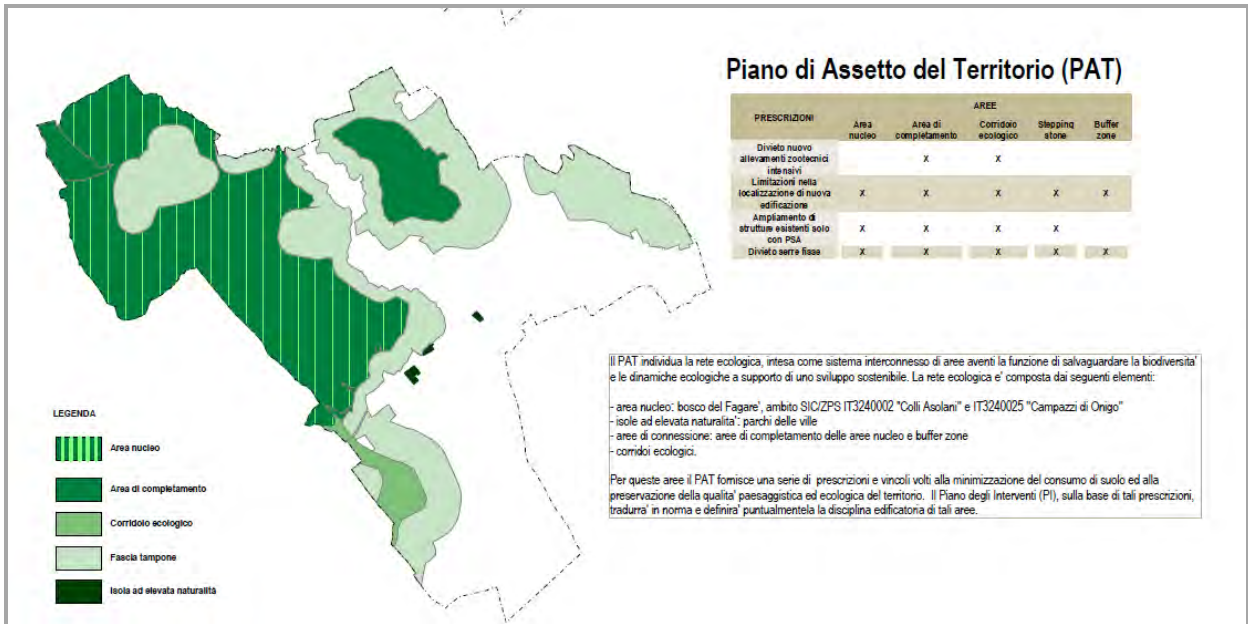 Piano di Assetto del Territorio (PAT)
PRESCRIZIONI
AREE
Area nucleo
Area di completamento
Corridoio ecologico
Stepping stone
Buffer zone
Divieto nuovo allevamenti zootecnici intensivi X X
Limitazioni nella localizzazione di nuova edificazione X X X X X
Ampliamento di strutture esistenti solo con PSA X X X X
Divieto serre fisse X X X X X
Il PAT individua la rete ecologica, intesa come sistema interconnesso di aree aventi la funzione di salvaguardare la biodiversita'
e le dinamiche ecologiche a supporto di uno sviluppo sostenibile. La rete ecologica e' composta dai seguenti elementi:
- area nucleo: bosco del Fagare', ambito SIC/ZPS IT3240002 "Colli Asolani" e IT3240025 "Campazzi di Onigo"
- isole ad elevata naturalita': parchi delle ville
- aree di connessione: aree di completamento delle aree nucleo e buffer zone
- corridoi ecologici.
Per queste aree il PAT fornisce una serie di prescrizioni e vincoli volti alla minimizzazione del consumo di suolo ed alla
preservazione della qualita' paesaggistica ed ecologica del territorio. Il Piano degli Interventi (PI), sulla base di tali prescrizioni,
tradurra' in norma e definira' puntualmentela la disciplina edificatoria di tali aree.
LEGENDA
Area nucleo
Area di completamento
Corridoio ecologico
Fascia tampone
Isola ad elevata naturalità